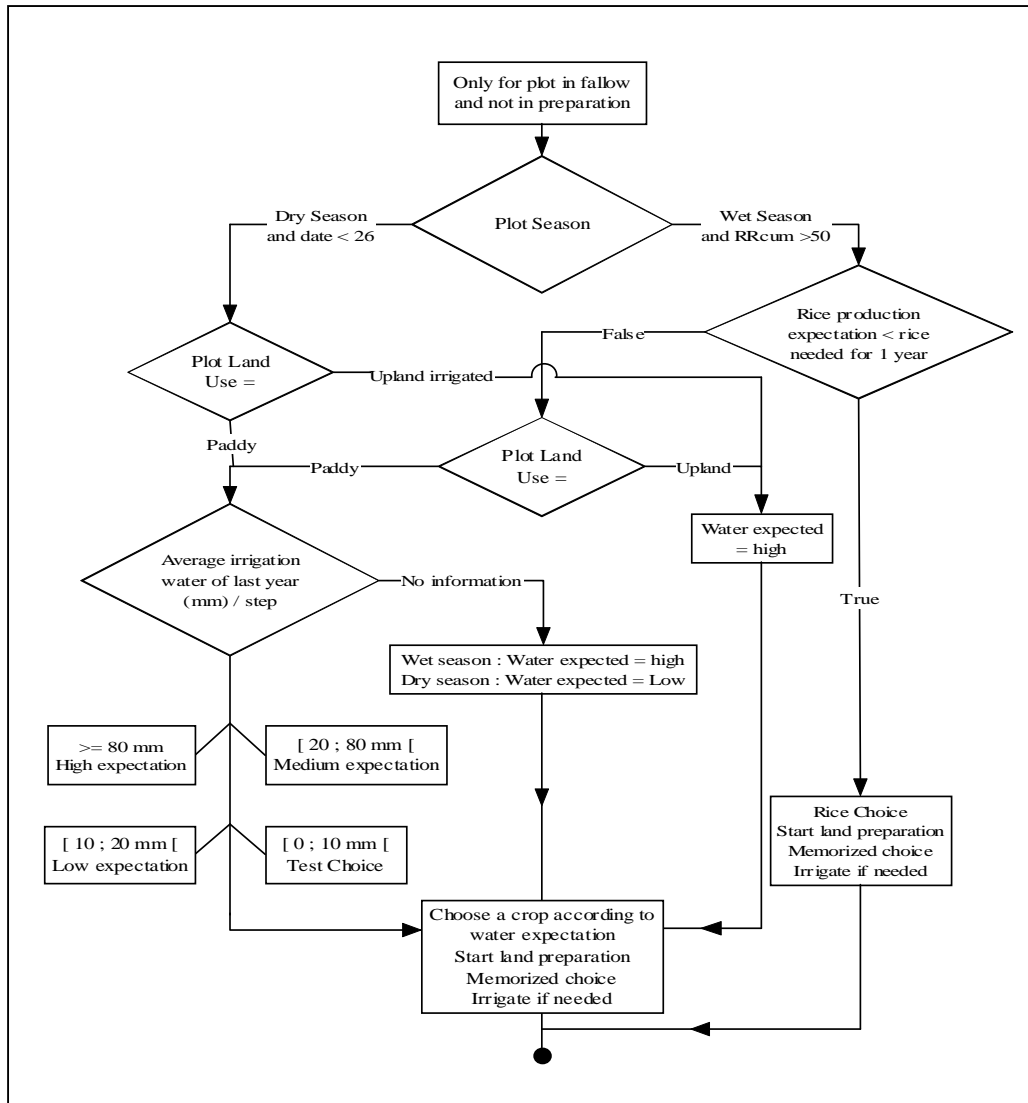 Only for plot in fallow
and not in preparation
Plot Season
Dry Season
and date < 26
Wet Season
and RRcum >50
Rice production
expectation < rice
needed for 1 year
False
Plot Land
Use =
Upland irrigated
Paddy
Plot Land
Use =
Paddy
Upland
Water expected
= high
Average irrigation
water of last year
(mm) / step
No information
True
Wet season : Water expected = high
Dry season : Water expected = Low
>= 80 mm
High expectation
[ 20 ; 80 mm [
Medium expectation
[ 10 ; 20 mm [
Low expectation
[ 0 ; 10 mm [
Test Choice
Rice Choice
Start land preparation
Memorized choice
Irrigate if needed
Choose a crop according to
water expectation
Start land preparation
Memorized choice
Irrigate if needed